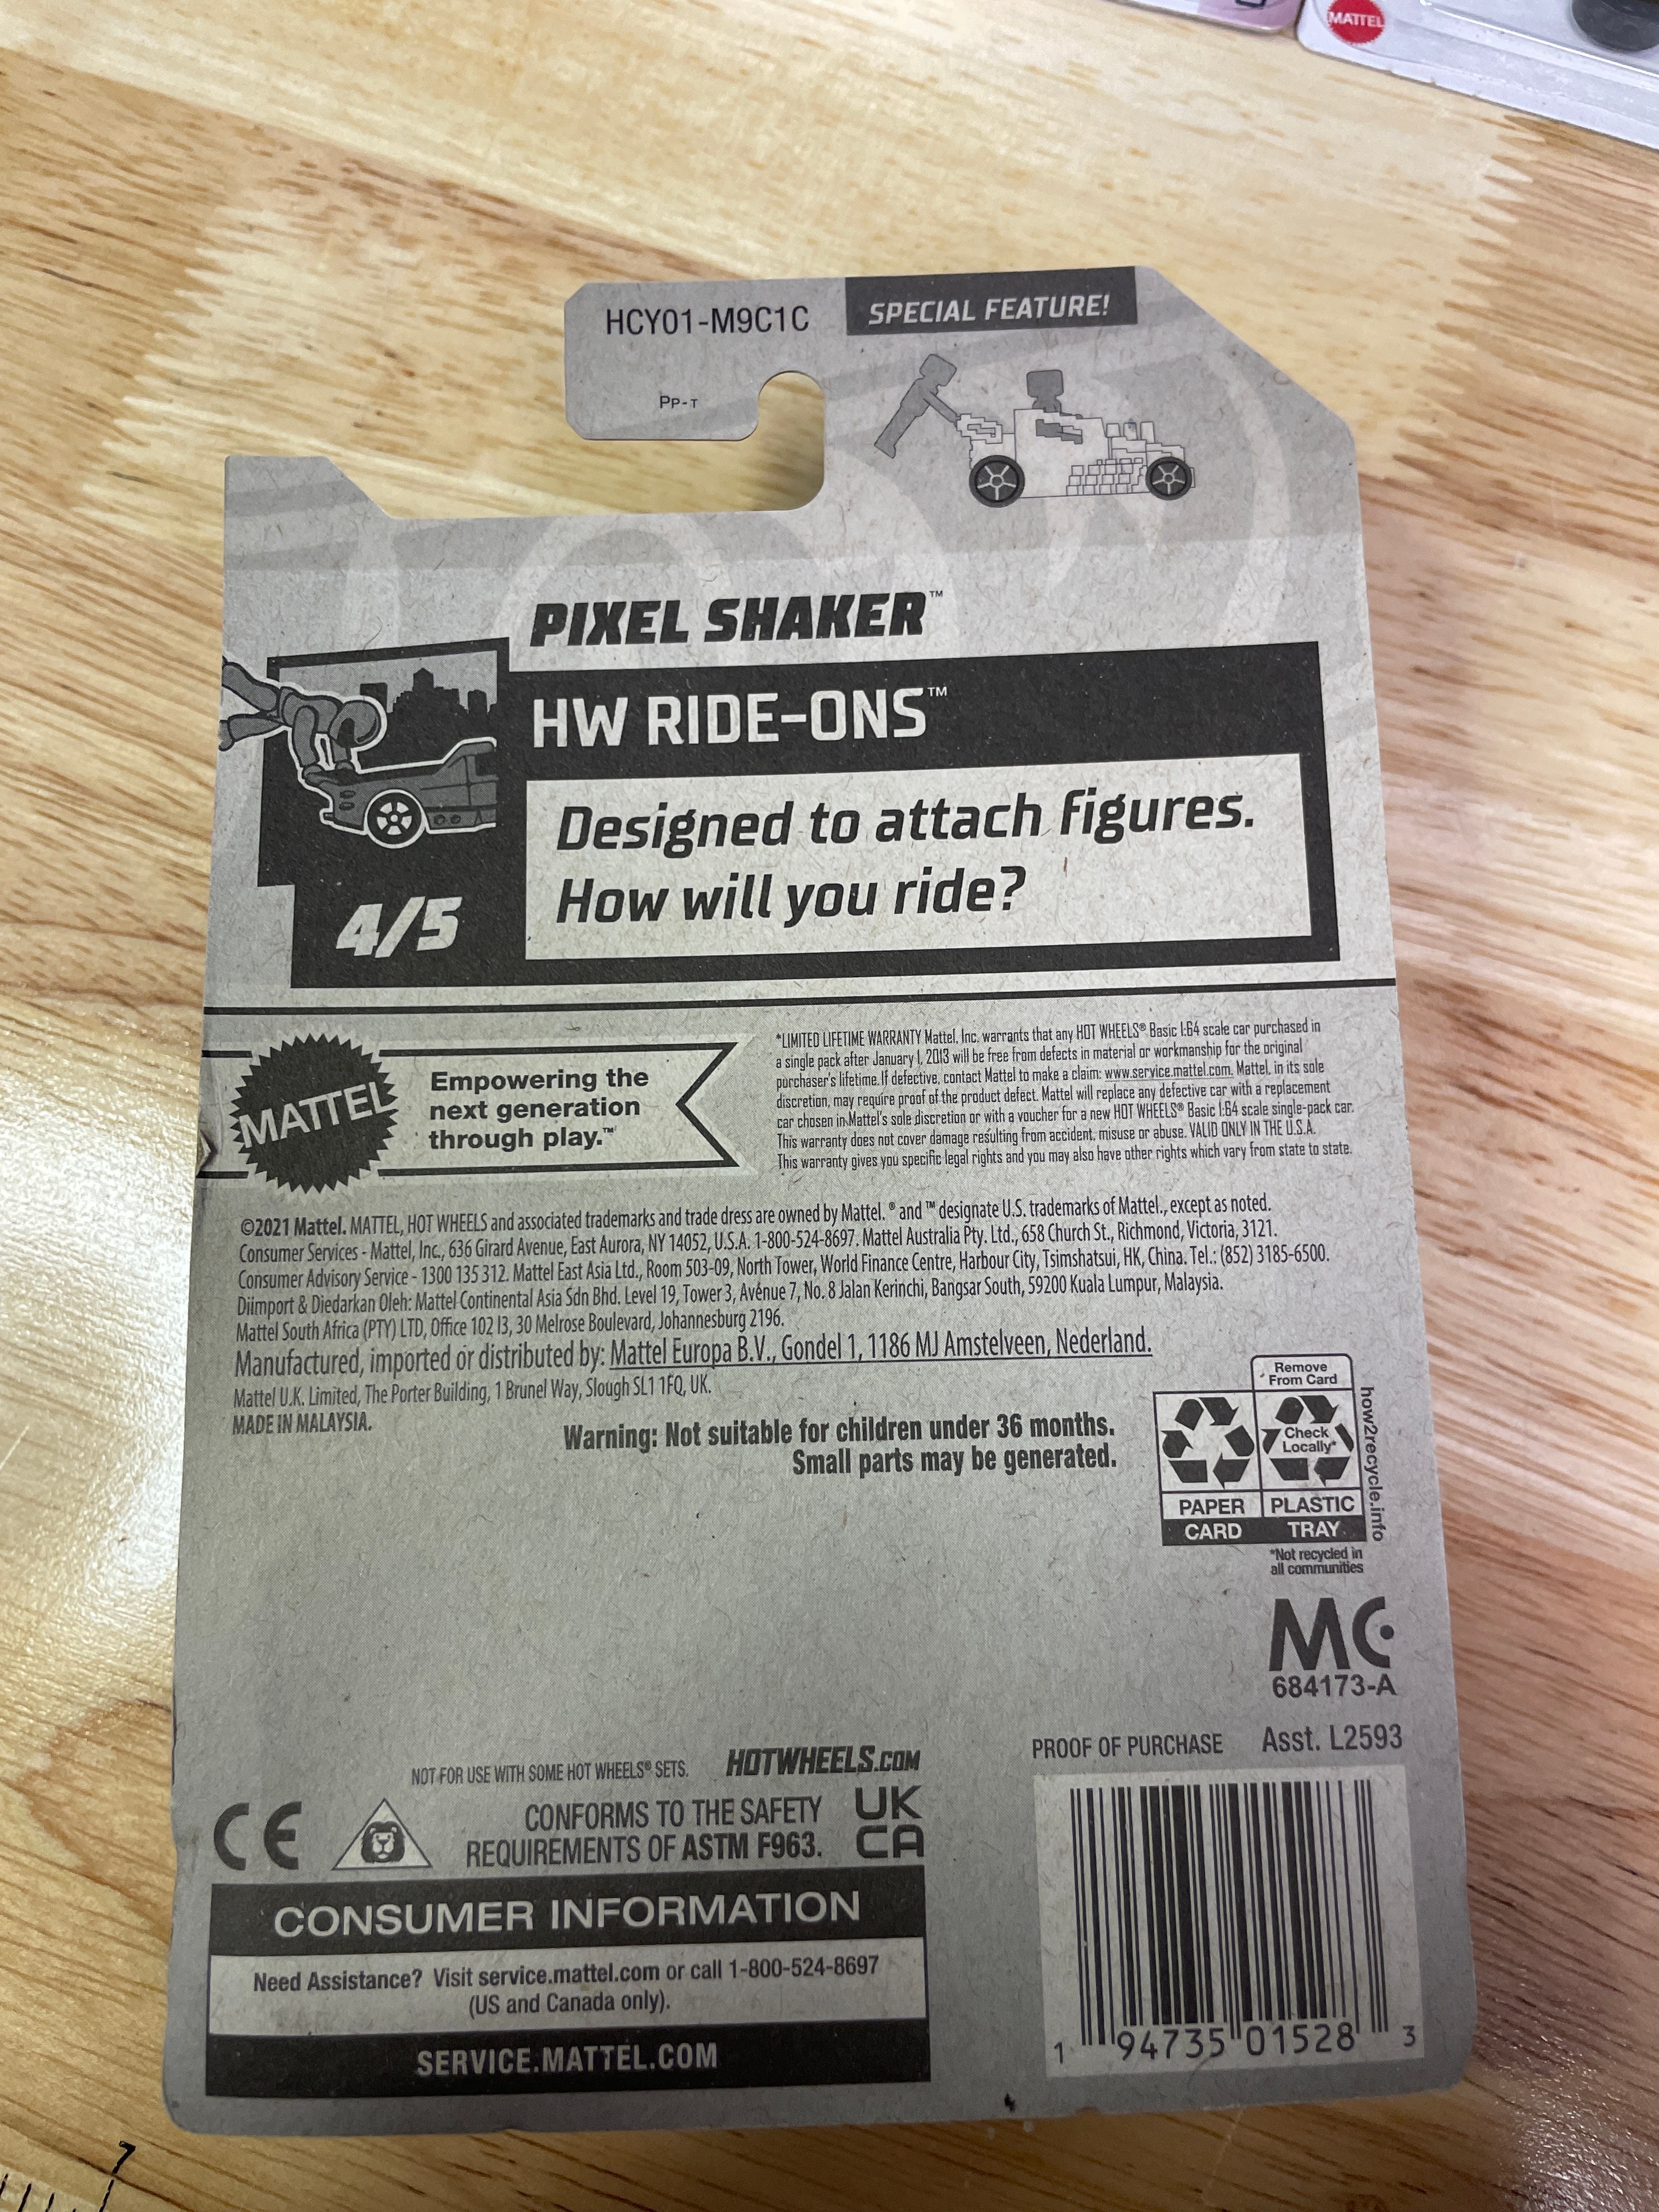 MATTEL
HCY01-M9C1C
SPECIAL FEATURE!
PP-T
PIXEL SHAKER™
HW RIDE-ONS™
Designed to attach figures.
How will you ride?
4/5
MATTEL
Empowering the
next generation
through play.™
*LIMITED LIFETIME WARRANTY Mattel, Inc. warrants that any HOT WHEELS® Basic 1:64 scale car purchased in
a single pack after January 1, 2013 will be free from defects in material or workmanship for the original
purchaser's lifetime. If defective, contact Mattel to make a claim: www.service.mattel.com. Mattel, in its sole
discretion, may require proof of the product defect. Mattel will replace any defective car with a replacement
car chosen in Mattel's sole discretion or with a voucher for a new HOT WHEELS® Basic 1:64 scale single-pack car.
This warranty does not cover damage resulting from accident, misuse or abuse. VALID ONLY IN THE U.S.A.
This warranty gives you specific legal rights and you may also have other rights which vary from state to state.
©2021 Mattel. MATTEL, HOT WHEELS and associated trademarks and trade dress are owned by Mattel. ® and ™ designate U.S. trademarks of Mattel., except as noted.
Consumer Services - Mattel, Inc., 636 Girard Avenue, East Aurora, NY 14052, U.S.A. 1-800-524-8697. Mattel Australia Pty. Ltd., 658 Church St., Richmond, Victoria, 3121.
Consumer Advisory Service - 1300 135 312. Mattel East Asia Ltd., Room 503-09, North Tower, World Finance Centre, Harbour City, Tsimshatsui, HK, China. Tel.: (852) 3185-6500.
Diimport & Diedarkan Oleh: Mattel Continental Asia Sdn Bhd. Level 19, Tower 3, Avenue 7, No. 8 Jalan Kerinchi, Bangsar South, 59200 Kuala Lumpur, Malaysia.
Mattel South Africa (PTY) LTD, Office 102 I3, 30 Melrose Boulevard, Johannesburg 2196.
Manufactured, imported or distributed by: Mattel Europa B.V., Gondel 1, 1186 MJ Amstelveen, Nederland.
Mattel U.K. Limited, The Porter Building, 1 Brunel Way, Slough SL1 1FQ, UK.
MADE IN MALAYSIA.
Warning: Not suitable for children under 36 months.
Small parts may be generated.
Remove
From Card
Check
Locally*
PAPER
PLASTIC
CARD
TRAY
how2recycle.info
*Not recycled in
all communities
MC
684173-A
PROOF OF PURCHASE
Asst. L2593
NOT FOR USE WITH SOME HOT WHEELS® SETS.
HOTWHEELS.COM
CE
CONFORMS TO THE SAFETY
REQUIREMENTS OF ASTM F963.
UK
CA
CONSUMER INFORMATION
Need Assistance? Visit service.mattel.com or call 1-800-524-8697
(US and Canada only).
SERVICE.MATTEL.COM
1 94735 01528 3
7